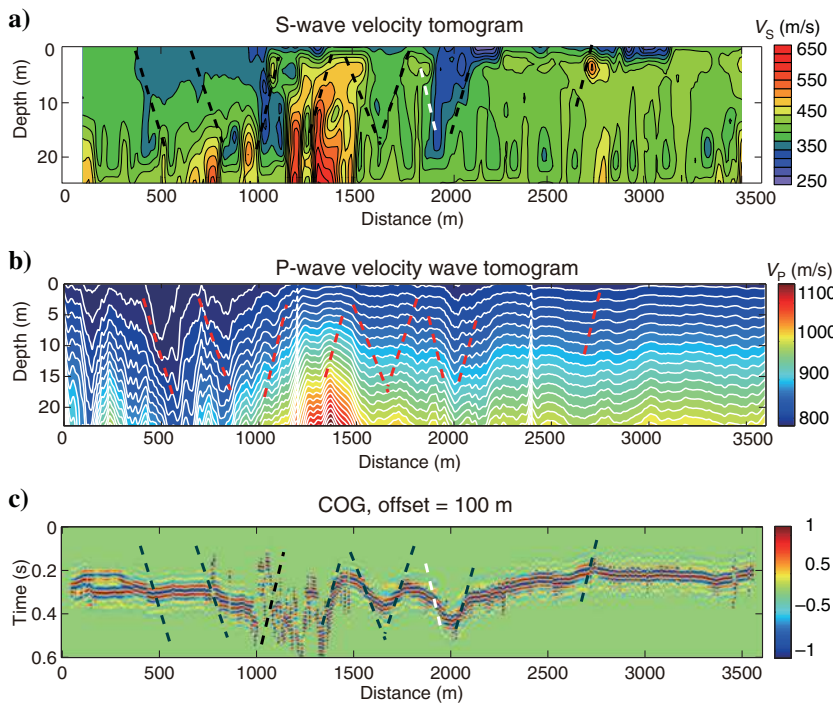 a)
S-wave velocity tomogram
V_S (m/s)
0
10
20
Depth (m)
0 500 1000 1500 2000 2500 3000
Distance (m)
650
550
450
350
250
b)
P-wave velocity wave tomogram
V_P (m/s)
0
5
10
15
20
Depth (m)
0 500 1000 1500 2000 2500 3000 3500
Distance (m)
1100
1000
900
800
c)
COG, offset = 100 m
0
0.2
0.4
0.6
Time (s)
0 500 1000 1500 2000 2500 3000 3500
Distance (m)
1
0.5
0
−0.5
−1